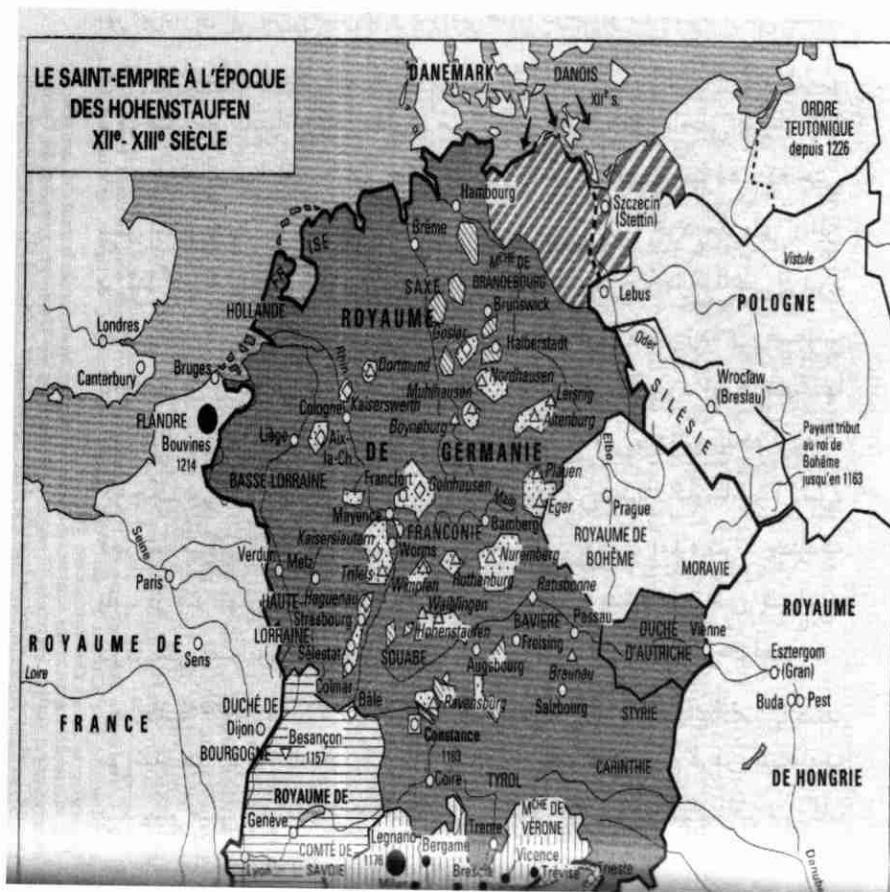 LE SAINT-EMPIRE À L'ÉPOQUE
DES HOHENSTAUFEN
XIIe- XIIIe SIÈCLE
DANEMARK
DANOIS
XIIe s.
ORDRE
TEUTONIQUE
depuis 1226
Hambourg
Szczecin
(Stettin)
Brême
Vistule
ISE
SAXE
MCHE DE
BRANDEBOURG
Lebus
HOLLANDE
ROYAUME
Brunswick
POLOGNE
Londres
Goslar
Halberstadt
Oder
Canterbury
Bruges
Rhin
Dortmund
Nordhausen
SILÉSIE
Wrocław
(Breslau)
Muhlhausen
Leisnig
FLANDRE
Cologne
Kaiserswerth
Altenburg
Bouvines
1214
Liège
Aix-
la-Ch.
Boyneburg
Payant tribut
au roi de
Bohême
jusqu'en 1163
DE GERMANIE
Elbe
BASSE LORRAINE
Francfort
Gelnhausen
Plauen
Mayence
Main
Eger
Prague
Seine
FRANCONIE
Bamberg
ROYAUME DE
BOHÊME
Kaiserslautern
Worms
Nuremberg
MORAVIE
Verdun
Metz
Trifels
Wimpfen
Rothenburg
Paris
Haguenau
Ratisbonne
ROYAUME
HAUTE
LORRAINE
Strasbourg
Waiblingen
BAVIÈRE
Passau
DUCHÉ
D'AUTRICHE
Vienne
ROYAUME DE
Sens
Hohenstaufen
Freising
Esztergom
(Gran)
Sélestat
SOUABE
Augsbourg
Braunau
Loire
Colmar
Salzbourg
Buda
Pest
FRANCE
DUCHÉ DE
Dijon
BOURGOGNE
Bâle
Ravensburg
STYRIE
Besançon
1157
Constance
1183
CARINTHIE
DE HONGRIE
Coire
TYROL
ROYAUME DE
Genève
MCHE DE
VÉRONE
Legnano
1176
Bergame
Trente
Lyon
COMTÉ DE
SAVOIE
Vicence
Milan
Brescia
Trévise
Trieste
Danube